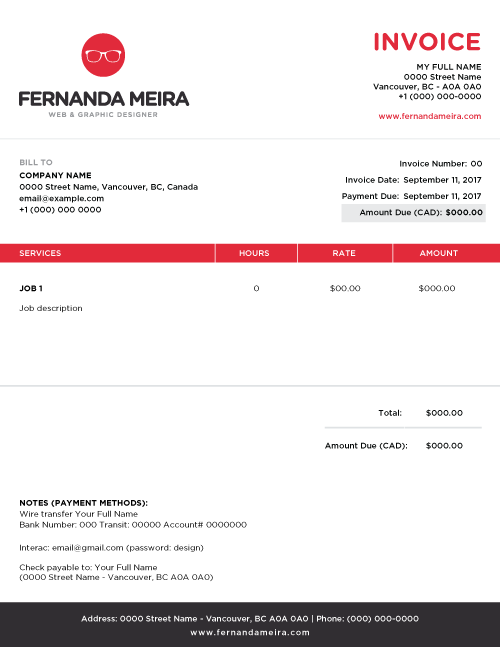 FERNANDA MEIRA
WEB & GRAPHIC DESIGNER
INVOICE
MY FULL NAME
0000 Street Name
Vancouver, BC - A0A 0A0
+1 (000) 000-0000
www.fernandameira.com
BILL TO
COMPANY NAME
0000 Street Name, Vancouver, BC, Canada
email@example.com
+1 (000) 000 0000
Invoice Number: 00
Invoice Date: September 11, 2017
Payment Due: September 11, 2017
Amount Due (CAD): $000.00
SERVICES HOURS RATE AMOUNT
JOB 1 0 $00.00 $000.00
Job description
Total: $000.00
Amount Due (CAD): $000.00
NOTES (PAYMENT METHODS):
Wire transfer Your Full Name
Bank Number: 000 Transit: 00000 Account# 0000000
Interac: email@gmail.com (password: design)
Check payable to: Your Full Name
(0000 Street Name - Vancouver, BC A0A 0A0)
Address: 0000 Street Name - Vancouver, BC A0A 0A0 | Phone: (000) 000-0000
www.fernandameira.com